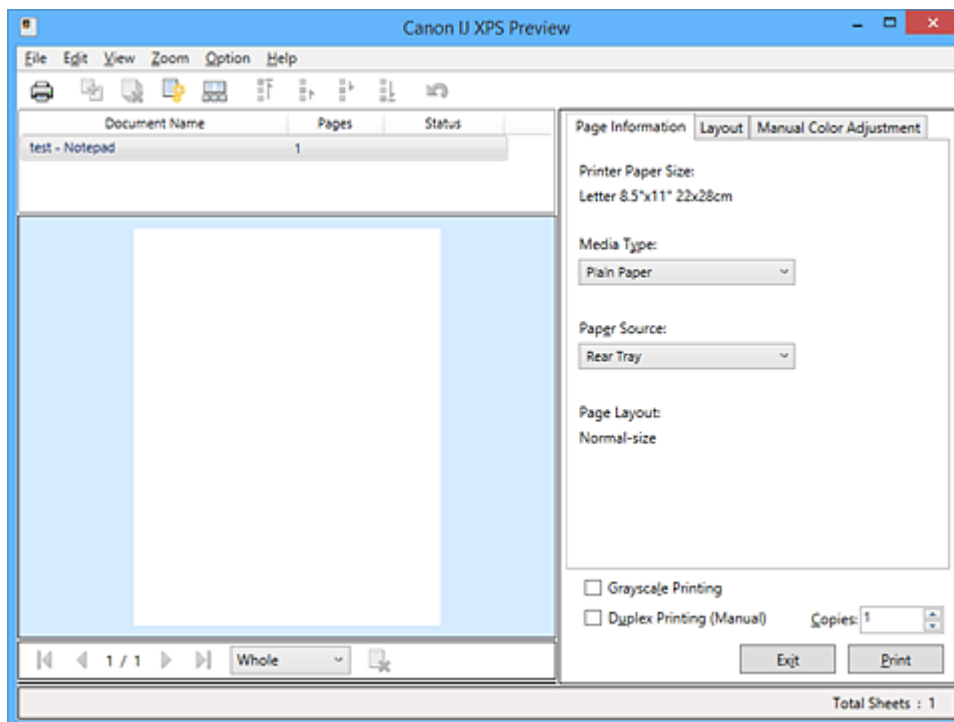 Canon IJ XPS Preview
File Edit View Zoom Option Help
Document Name Pages Status
test - Notepad 1
Page Information Layout Manual Color Adjustment
Printer Paper Size:
Letter 8.5"x11" 22x28cm
Media Type:
Plain Paper
Paper Source:
Rear Tray
Page Layout:
Normal-size
Grayscale Printing
Duplex Printing (Manual) Copies: 1
1 / 1 Whole
Exit Print
Total Sheets : 1